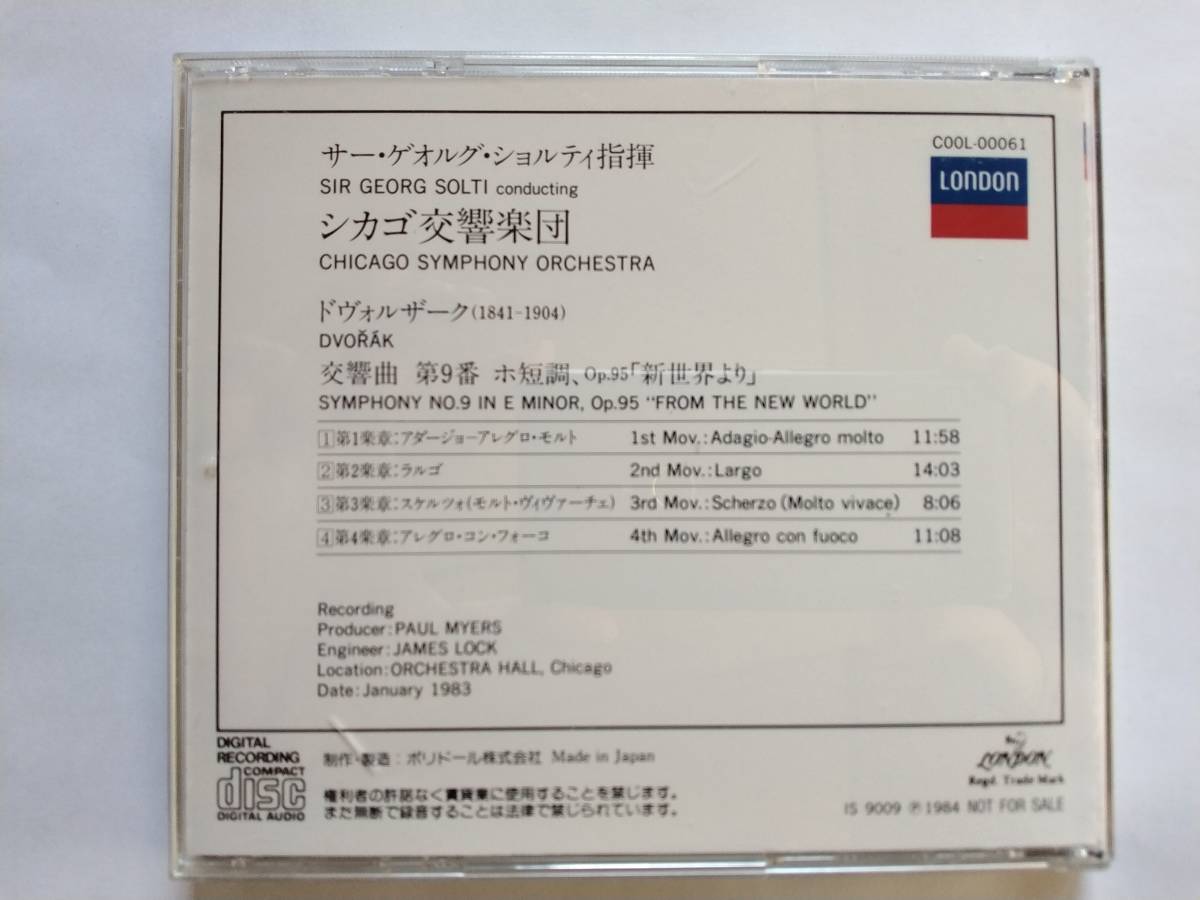 サー・ゲオルグ・ショルティ指揮
SIR GEORG SOLTI conducting
シカゴ交響楽団
CHICAGO SYMPHONY ORCHESTRA
COOL-00061
LONDON
ドヴォルザーク(1841-1904)
DVOŘÁK
交響曲 第9番 ホ短調、Op.95「新世界より」
SYMPHONY NO.9 IN E MINOR, Op.95 "FROM THE NEW WORLD"
1 第1楽章:アダージョ−アレグロ・モルト 1st Mov.:Adagio-Allegro molto 11:58
2 第2楽章:ラルゴ 2nd Mov.:Largo 14:03
3 第3楽章:スケルツォ(モルト・ヴィヴァーチェ) 3rd Mov.:Scherzo (Molto vivace) 8:06
4 第4楽章:アレグロ・コン・フォーコ 4th Mov.:Allegro con fuoco 11:08
Recording
Producer:PAUL MYERS
Engineer:JAMES LOCK
Location:ORCHESTRA HALL, Chicago
Date:January 1983
DIGITAL
RECORDING
COMPACT
disc
DIGITAL AUDIO
制作・製造:ポリドール株式会社 Made in Japan
権利者の許諾なく賃貸業に使用することを禁じます。
また無断で録音することは法律で禁じられています。
LONDON
Regd. Trade Mark
IS 9009 ℗1984 NOT FOR SALE